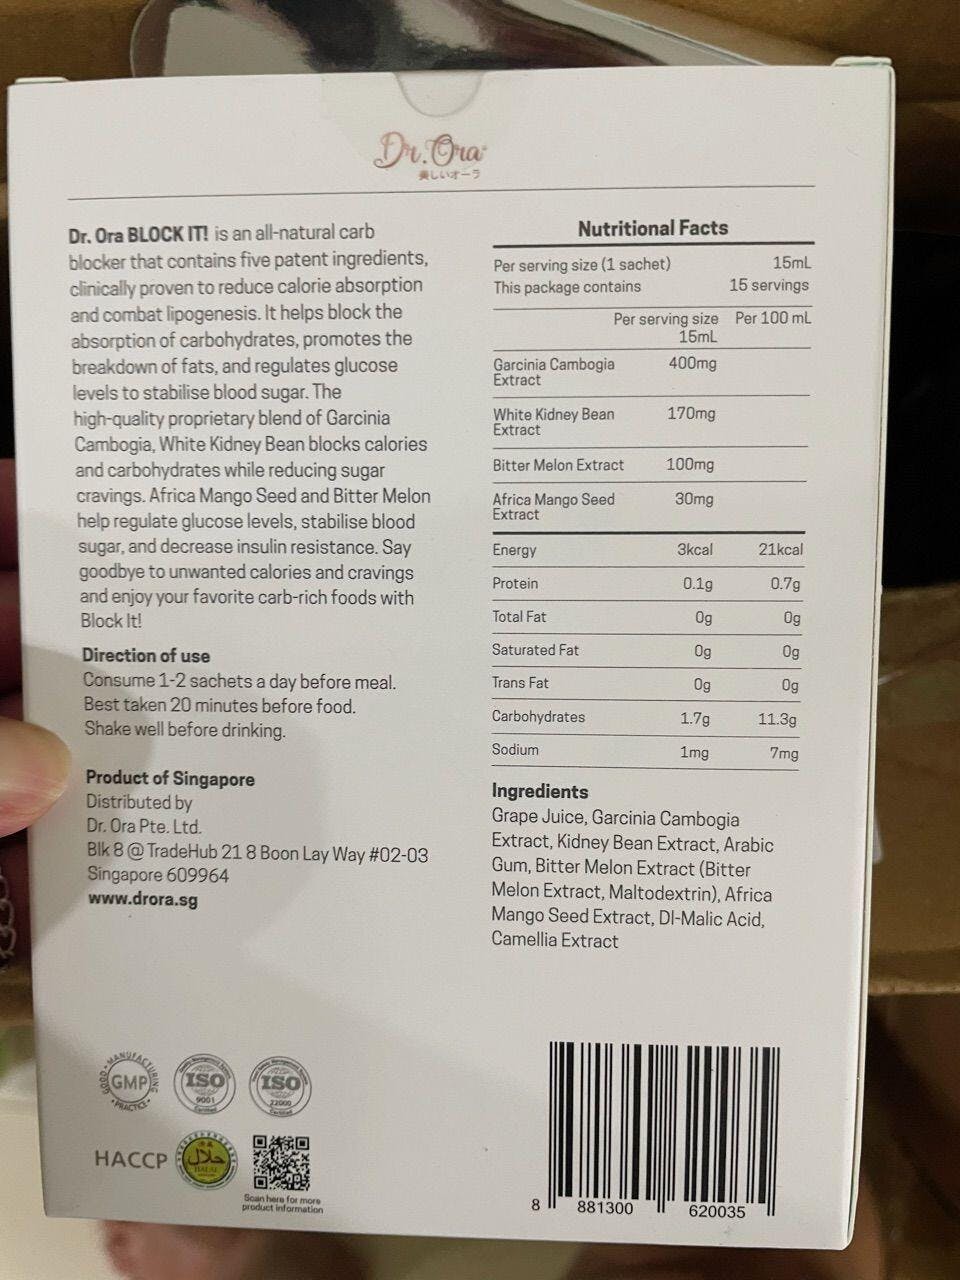 Dr.Ora
美しいオーラ
Dr. Ora BLOCK IT! is an all-natural carb
blocker that contains five patent ingredients,
clinically proven to reduce calorie absorption
and combat lipogenesis. It helps block the
absorption of carbohydrates, promotes the
breakdown of fats, and regulates glucose
levels to stabilise blood sugar. The
high-quality proprietary blend of Garcinia
Cambogia, White Kidney Bean blocks calories
and carbohydrates while reducing sugar
cravings. Africa Mango Seed and Bitter Melon
help regulate glucose levels, stabilise blood
sugar, and decrease insulin resistance. Say
goodbye to unwanted calories and cravings
and enjoy your favorite carb-rich foods with
Block It!
Direction of use
Consume 1-2 sachets a day before meal.
Best taken 20 minutes before food.
Shake well before drinking.
Product of Singapore
Distributed by
Dr. Ora Pte. Ltd.
Blk 8 @ TradeHub 21 8 Boon Lay Way #02-03
Singapore 609964
www.drora.sg
Nutritional Facts
Per serving size (1 sachet) 15mL
This package contains 15 servings
Per serving size Per 100 mL
15mL
Garcinia Cambogia 400mg
Extract
White Kidney Bean 170mg
Extract
Bitter Melon Extract 100mg
Africa Mango Seed 30mg
Extract
Energy 3kcal 21kcal
Protein 0.1g 0.7g
Total Fat 0g 0g
Saturated Fat 0g 0g
Trans Fat 0g 0g
Carbohydrates 1.7g 11.3g
Sodium 1mg 7mg
Ingredients
Grape Juice, Garcinia Cambogia
Extract, Kidney Bean Extract, Arabic
Gum, Bitter Melon Extract (Bitter
Melon Extract, Maltodextrin), Africa
Mango Seed Extract, Dl-Malic Acid,
Camellia Extract
GOOD MANUFACTURING
GMP
PRACTICE
ISO
9001
Certified
ISO
22000
Certified
HACCP
حلال
HALAL
Scan here for more
product information
8 881300 620035